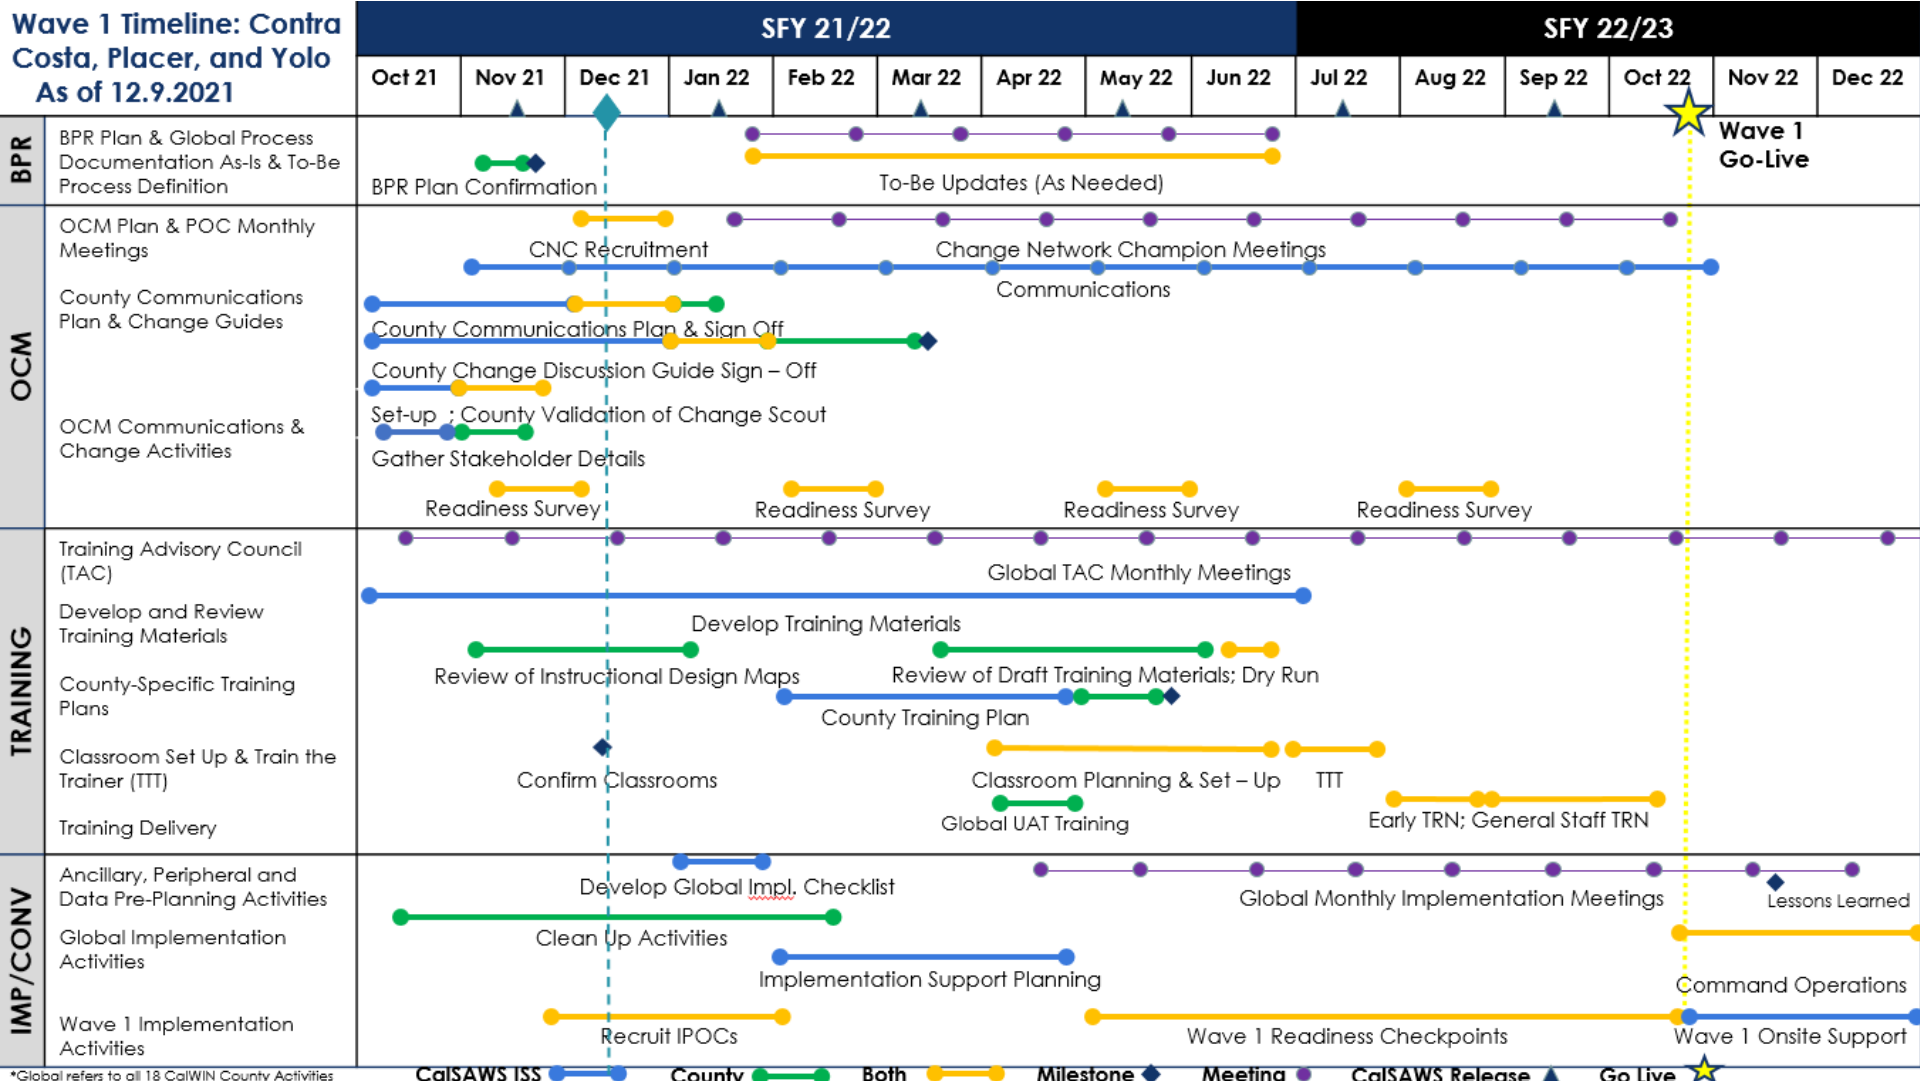 Wave 1 Timeline: Contra
Costa, Placer, and Yolo
As of 12.9.2021
SFY 21/22
SFY 22/23
Oct 21
Nov 21
Dec 21
Jan 22
Feb 22
Mar 22
Apr 22
May 22
Jun 22
Jul 22
Aug 22
Sep 22
Oct 22
Nov 22
Dec 22
Wave 1
Go-Live
BPR
BPR Plan & Global Process
Documentation As-Is & To-Be
Process Definition
BPR Plan Confirmation
To-Be Updates (As Needed)
OCM
OCM Plan & POC Monthly
Meetings
CNC Recruitment
Change Network Champion Meetings
Communications
County Communications
Plan & Change Guides
County Communications Plan & Sign Off
County Change Discussion Guide Sign – Off
Set-up ; County Validation of Change Scout
OCM Communications &
Change Activities
Gather Stakeholder Details
Readiness Survey
Readiness Survey
Readiness Survey
Readiness Survey
TRAINING
Training Advisory Council
(TAC)
Global TAC Monthly Meetings
Develop and Review
Training Materials
Develop Training Materials
Review of Instructional Design Maps
Review of Draft Training Materials; Dry Run
County-Specific Training
Plans
County Training Plan
Classroom Set Up & Train the
Trainer (TTT)
Confirm Classrooms
Classroom Planning & Set – Up
TTT
Training Delivery
Global UAT Training
Early TRN; General Staff TRN
IMP/CONV
Ancillary, Peripheral and
Data Pre-Planning Activities
Develop Global Impl. Checklist
Global Monthly Implementation Meetings
Lessons Learned
Clean Up Activities
Global Implementation
Activities
Implementation Support Planning
Command Operations
Wave 1 Implementation
Activities
Recruit IPOCs
Wave 1 Readiness Checkpoints
Wave 1 Onsite Support
*Global refers to all 18 CalWIN County Activities
CalSAWS ISS
County
Both
Milestone
Meeting
CalSAWS Release
Go Live